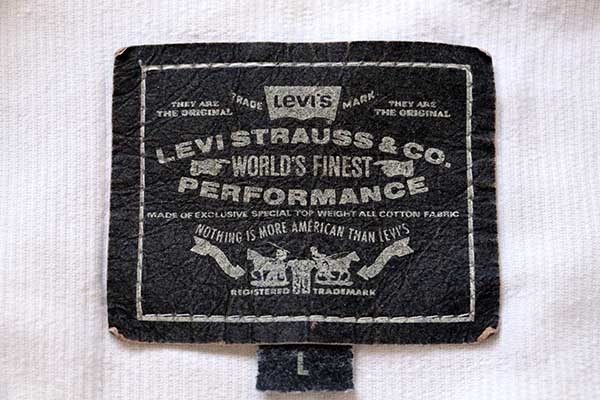 TRADE LEVI'S MARK
THEY ARE THE ORIGINAL
THEY ARE THE ORIGINAL
LEVI STRAUSS & CO.
WORLD'S FINEST
PERFORMANCE
MADE OF EXCLUSIVE SPECIAL TOP WEIGHT ALL COTTON FABRIC
NOTHING IS MORE AMERICAN THAN LEVI'S
REGISTERED TRADEMARK
L